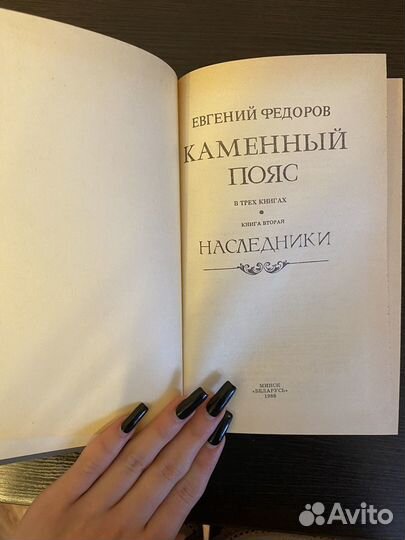 ЕВГЕНИЙ ФЕДОРОВ
КАМЕННЫЙ
ПОЯС
В ТРЕХ КНИГАХ
КНИГА ВТОРАЯ
НАСЛЕДНИКИ
МИНСК
«БЕЛАРУСЬ»
1988
Avito